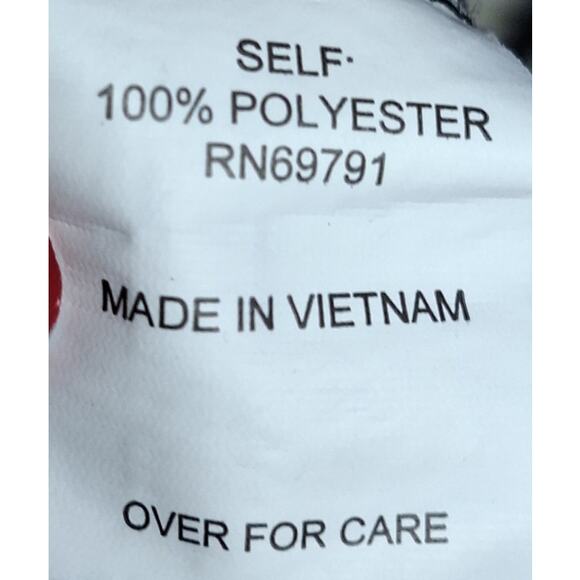 SELF·
100% POLYESTER
RN69791
MADE IN VIETNAM
OVER FOR CARE